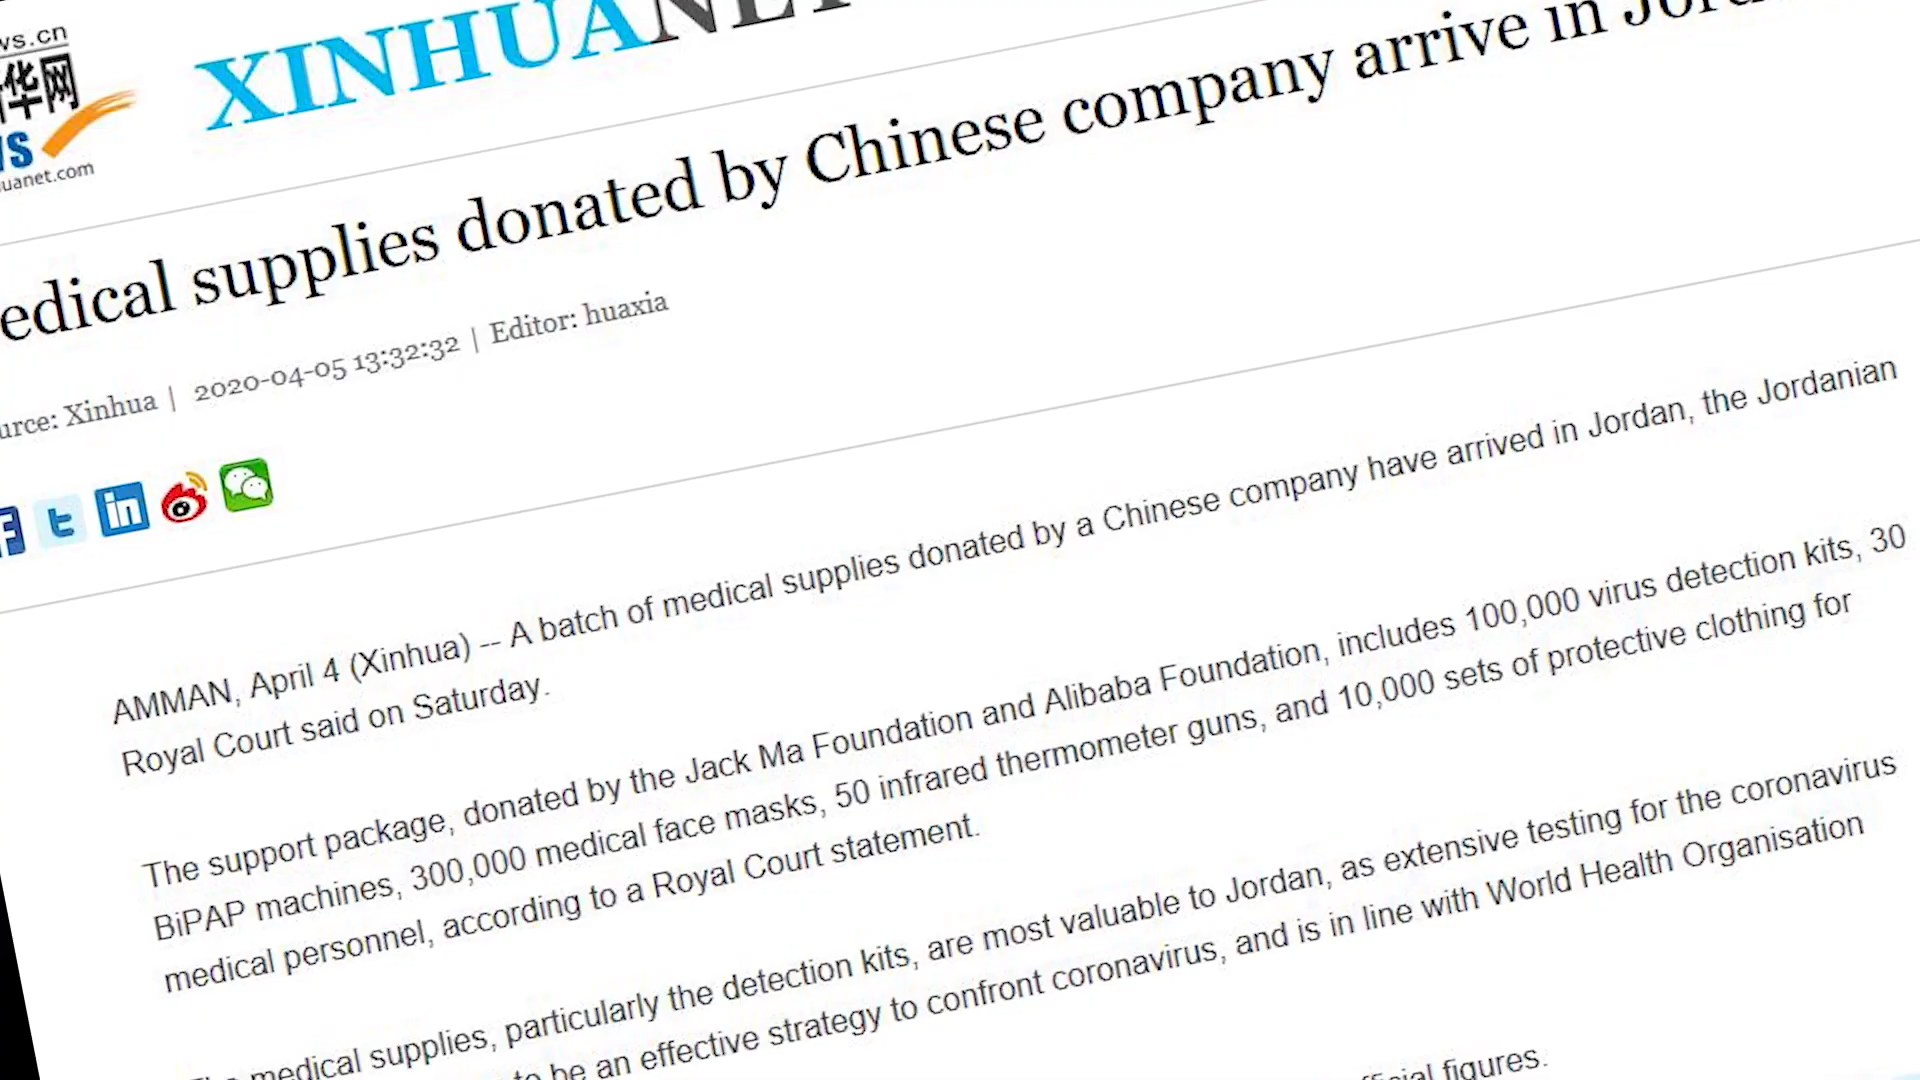 ws.cn
华网
XINHUANET
uanet.com
edical supplies donated by Chinese company arrive in
urce: Xinhua | 2020-04-05 13:32:32 | Editor: huaxia
AMMAN, April 4 (Xinhua) -- A batch of medical supplies donated by a Chinese company have arrived in Jordan, the Jordanian
Royal Court said on Saturday.
The support package, donated by the Jack Ma Foundation and Alibaba Foundation, includes 100,000 virus detection kits, 30
BiPAP machines, 300,000 medical face masks, 50 infrared thermometer guns, and 10,000 sets of protective clothing for
medical personnel, according to a Royal Court statement.
medical supplies, particularly the detection kits, are most valuable to Jordan, as extensive testing for the coronavirus
to be an effective strategy to confront coronavirus, and is in line with World Health Organisation
figures.